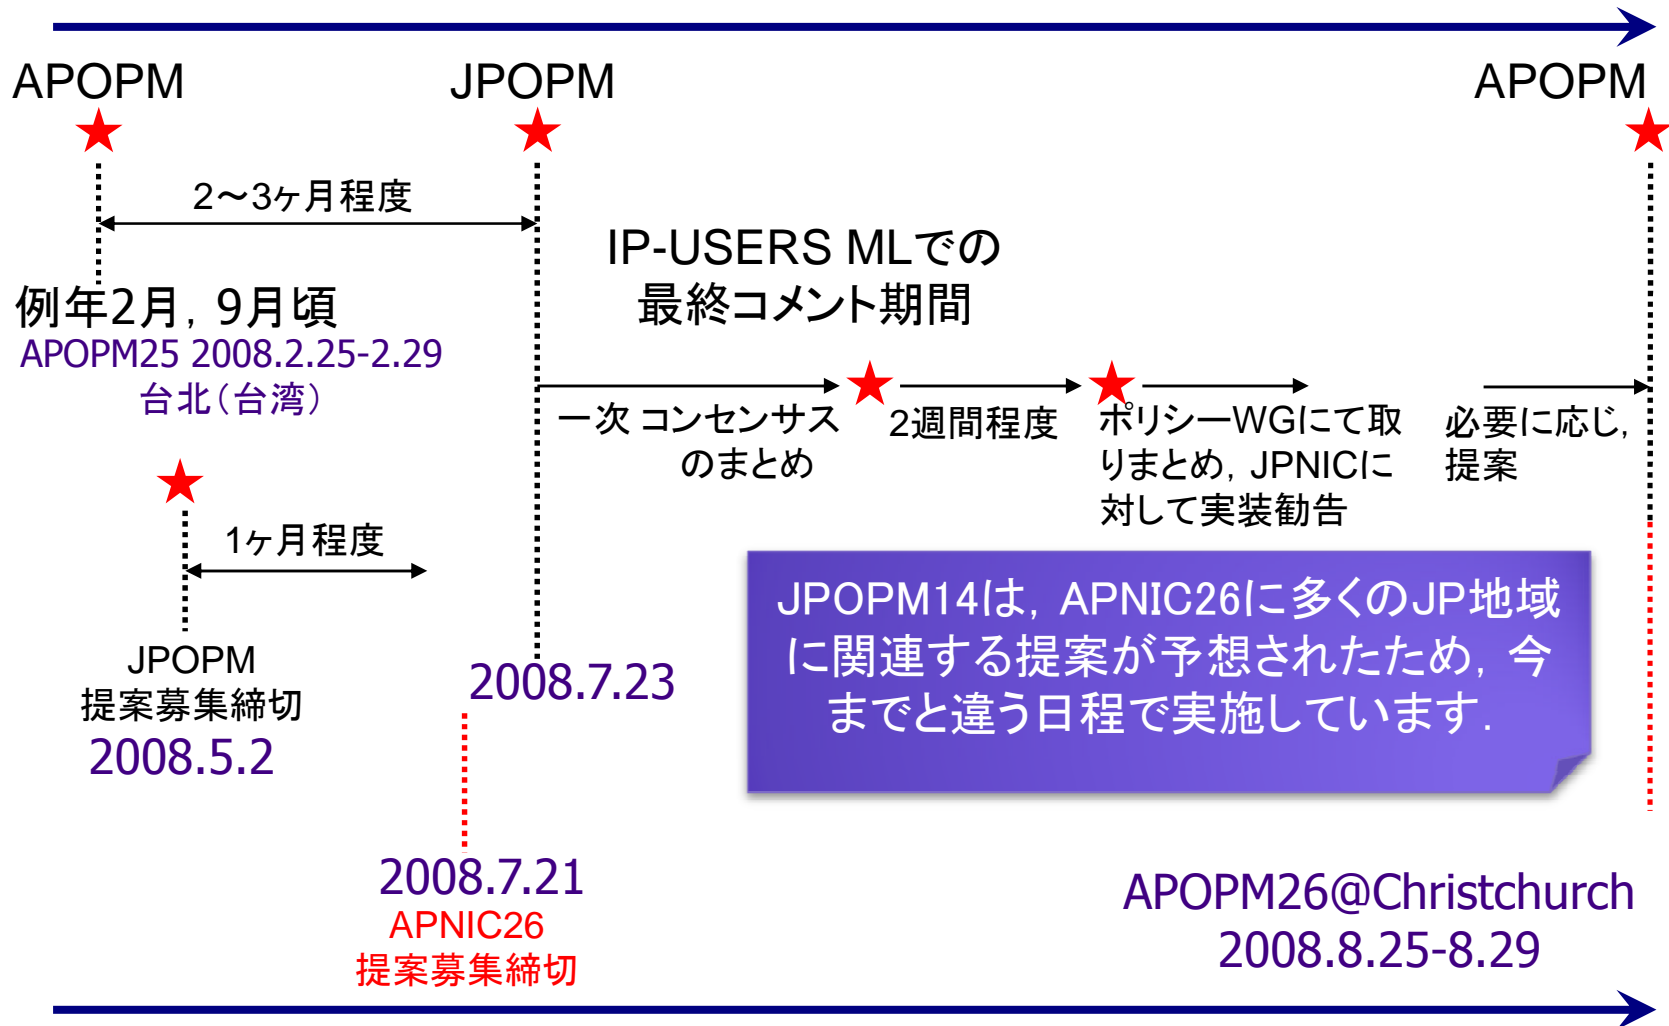 APOPM
JPOPM
APOPM
2～3ヶ月程度
IP-USERS MLでの
最終コメント期間
例年2月，9月頃
APOPM25 2008.2.25-2.29
台北（台湾）
一次 コンセンサス
のまとめ
2週間程度
ポリシーWGにて取
りまとめ，JPNICに
対して実装勧告
必要に応じ，
提案
1ヶ月程度
JPOPM
提案募集締切
2008.5.2
2008.7.23
JPOPM14は，APNIC26に多くのJP地域
に関連する提案が予想されたため，今
までと違う日程で実施しています．
2008.7.21
APNIC26
提案募集締切
APOPM26@Christchurch
2008.8.25-8.29